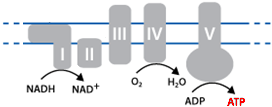 I II III IV V
NADH NAD⁺ O₂ H₂O
ADP ATP